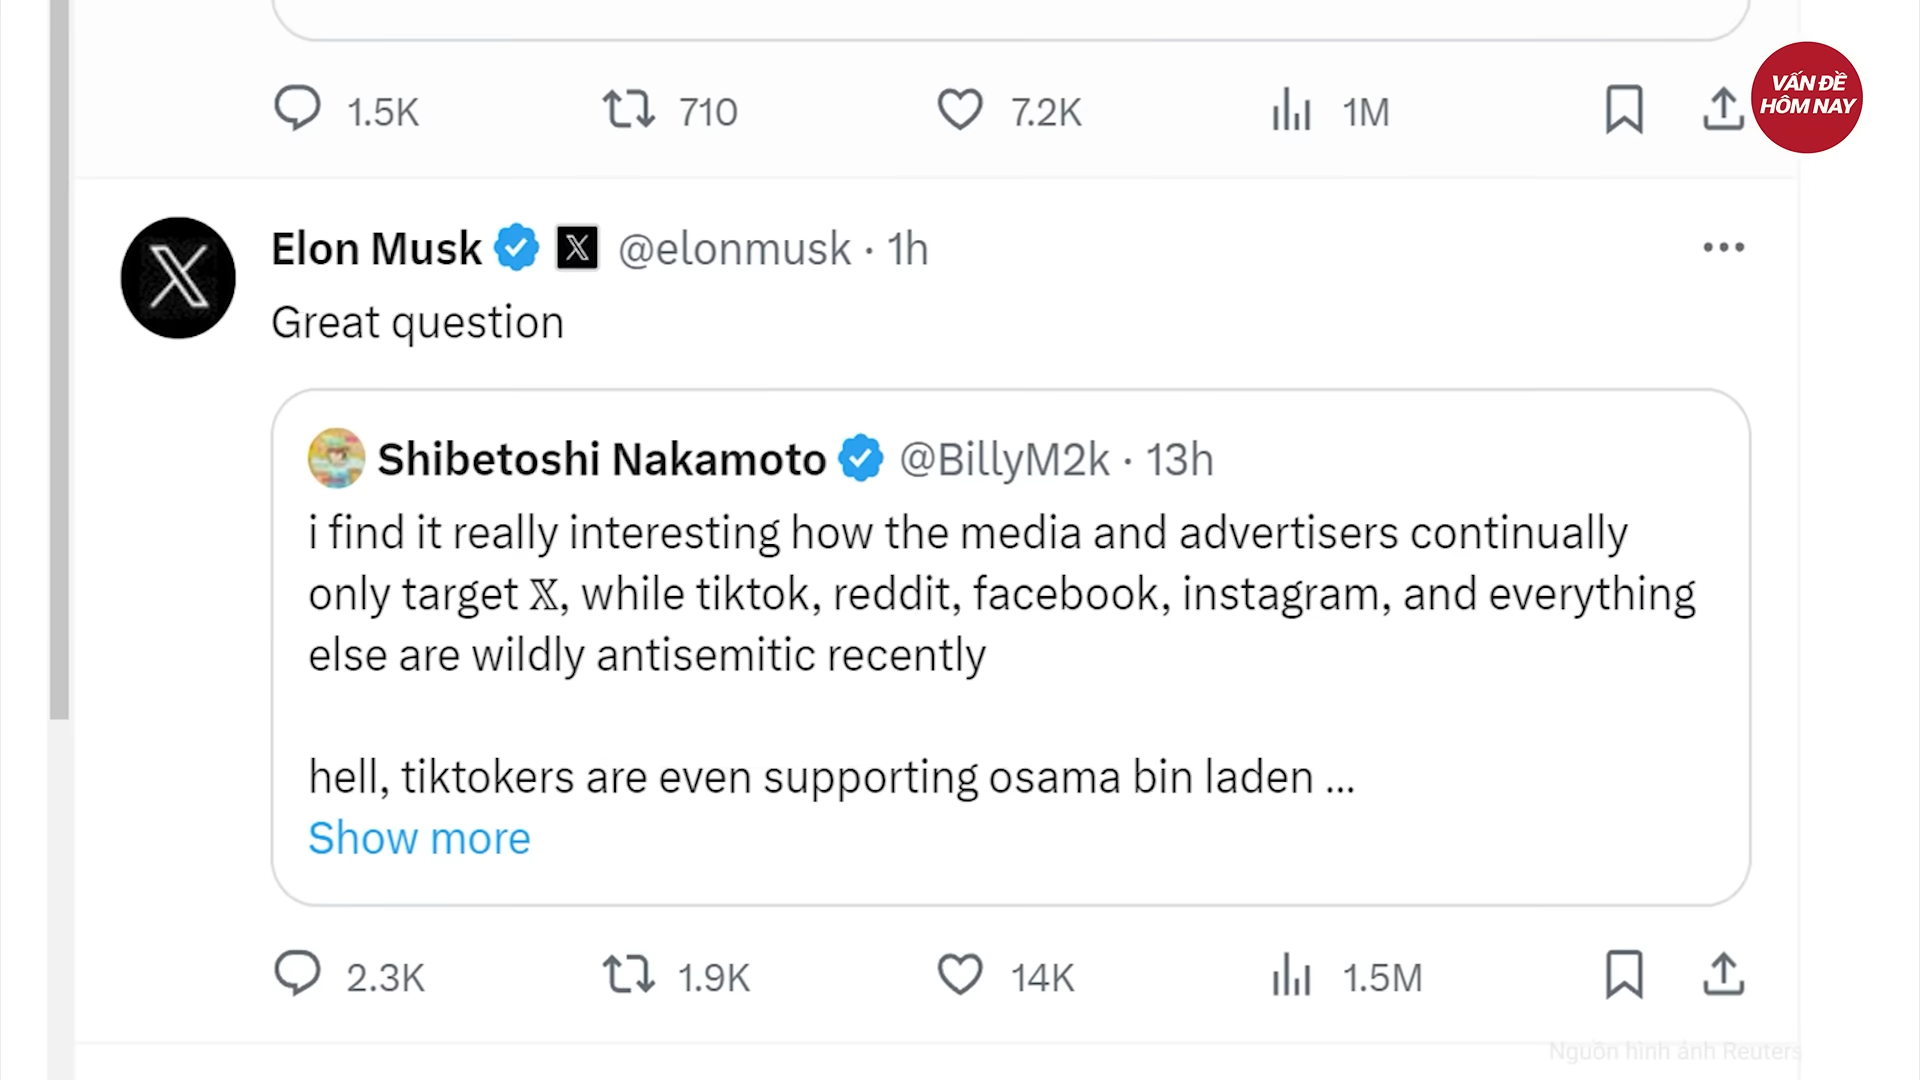 1.5K 710 7.2K 1M
VẤN ĐỀ
HÔM NAY
Elon Musk @elonmusk · 1h
Great question
Shibetoshi Nakamoto @BillyM2k · 13h
i find it really interesting how the media and advertisers continually
only target 𝕏, while tiktok, reddit, facebook, instagram, and everything
else are wildly antisemitic recently
hell, tiktokers are even supporting osama bin laden ...
Show more
2.3K 1.9K 14K 1.5M
Nguồn hình ảnh Reuters